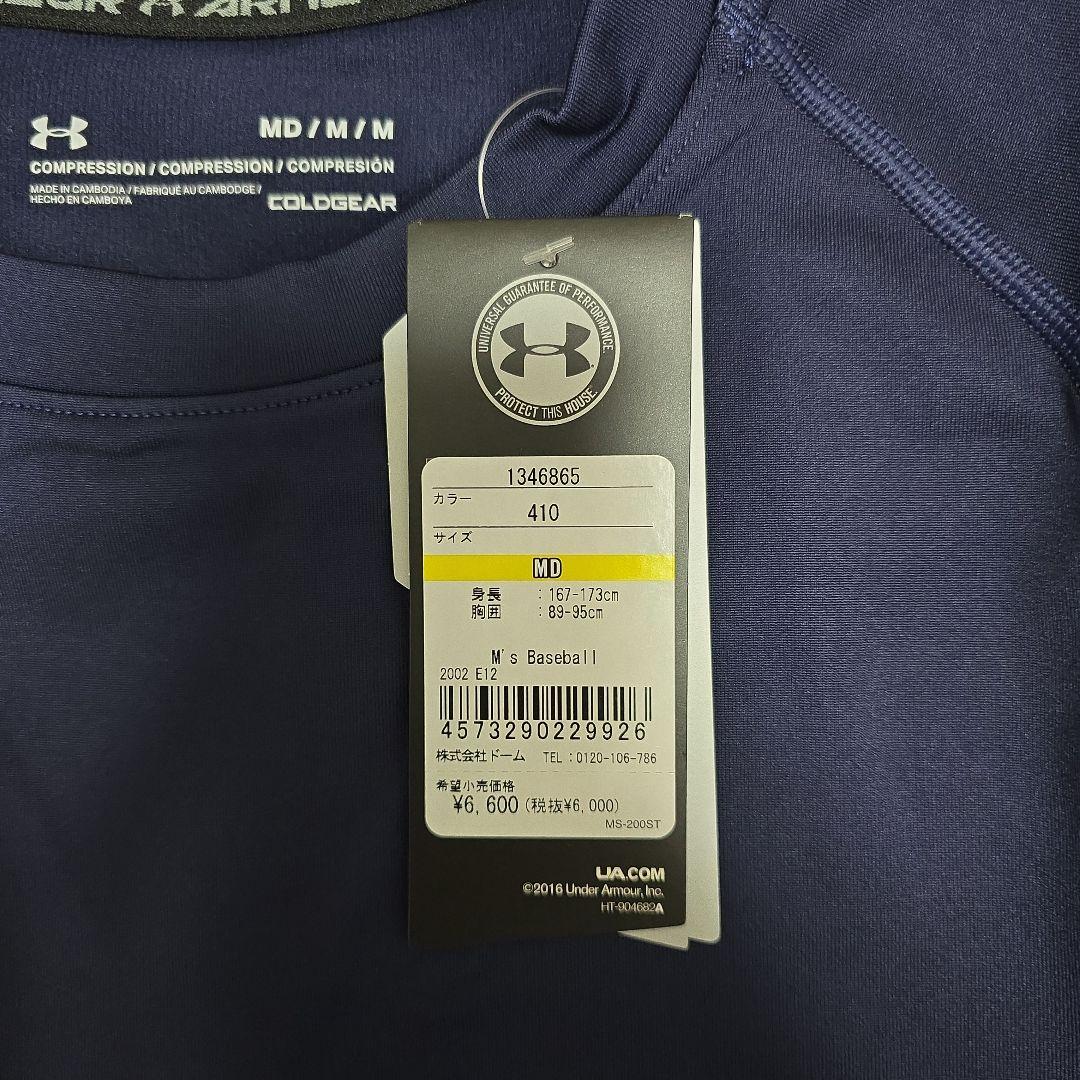 MD / M / M
COMPRESSION / COMPRESSION / COMPRESIÓN
MADE IN CAMBODIA / FABRIQUÉ AU CAMBODGE /
HECHO EN CAMBOYA
COLDGEAR
UNIVERSAL GUARANTEE OF PERFORMANCE.
PROTECT THIS HOUSE.
1346865
カラー
410
サイズ
MD
身長 : 167-173cm
胸囲 : 89-95cm
M's Baseball
2002 E12
4573290229926
株式会社ドーム TEL : 0120-106-786
希望小売価格
¥6,600 (税抜¥6,000)
MS-200ST
UA.COM
©2016 Under Armour, Inc.
HT-904682A